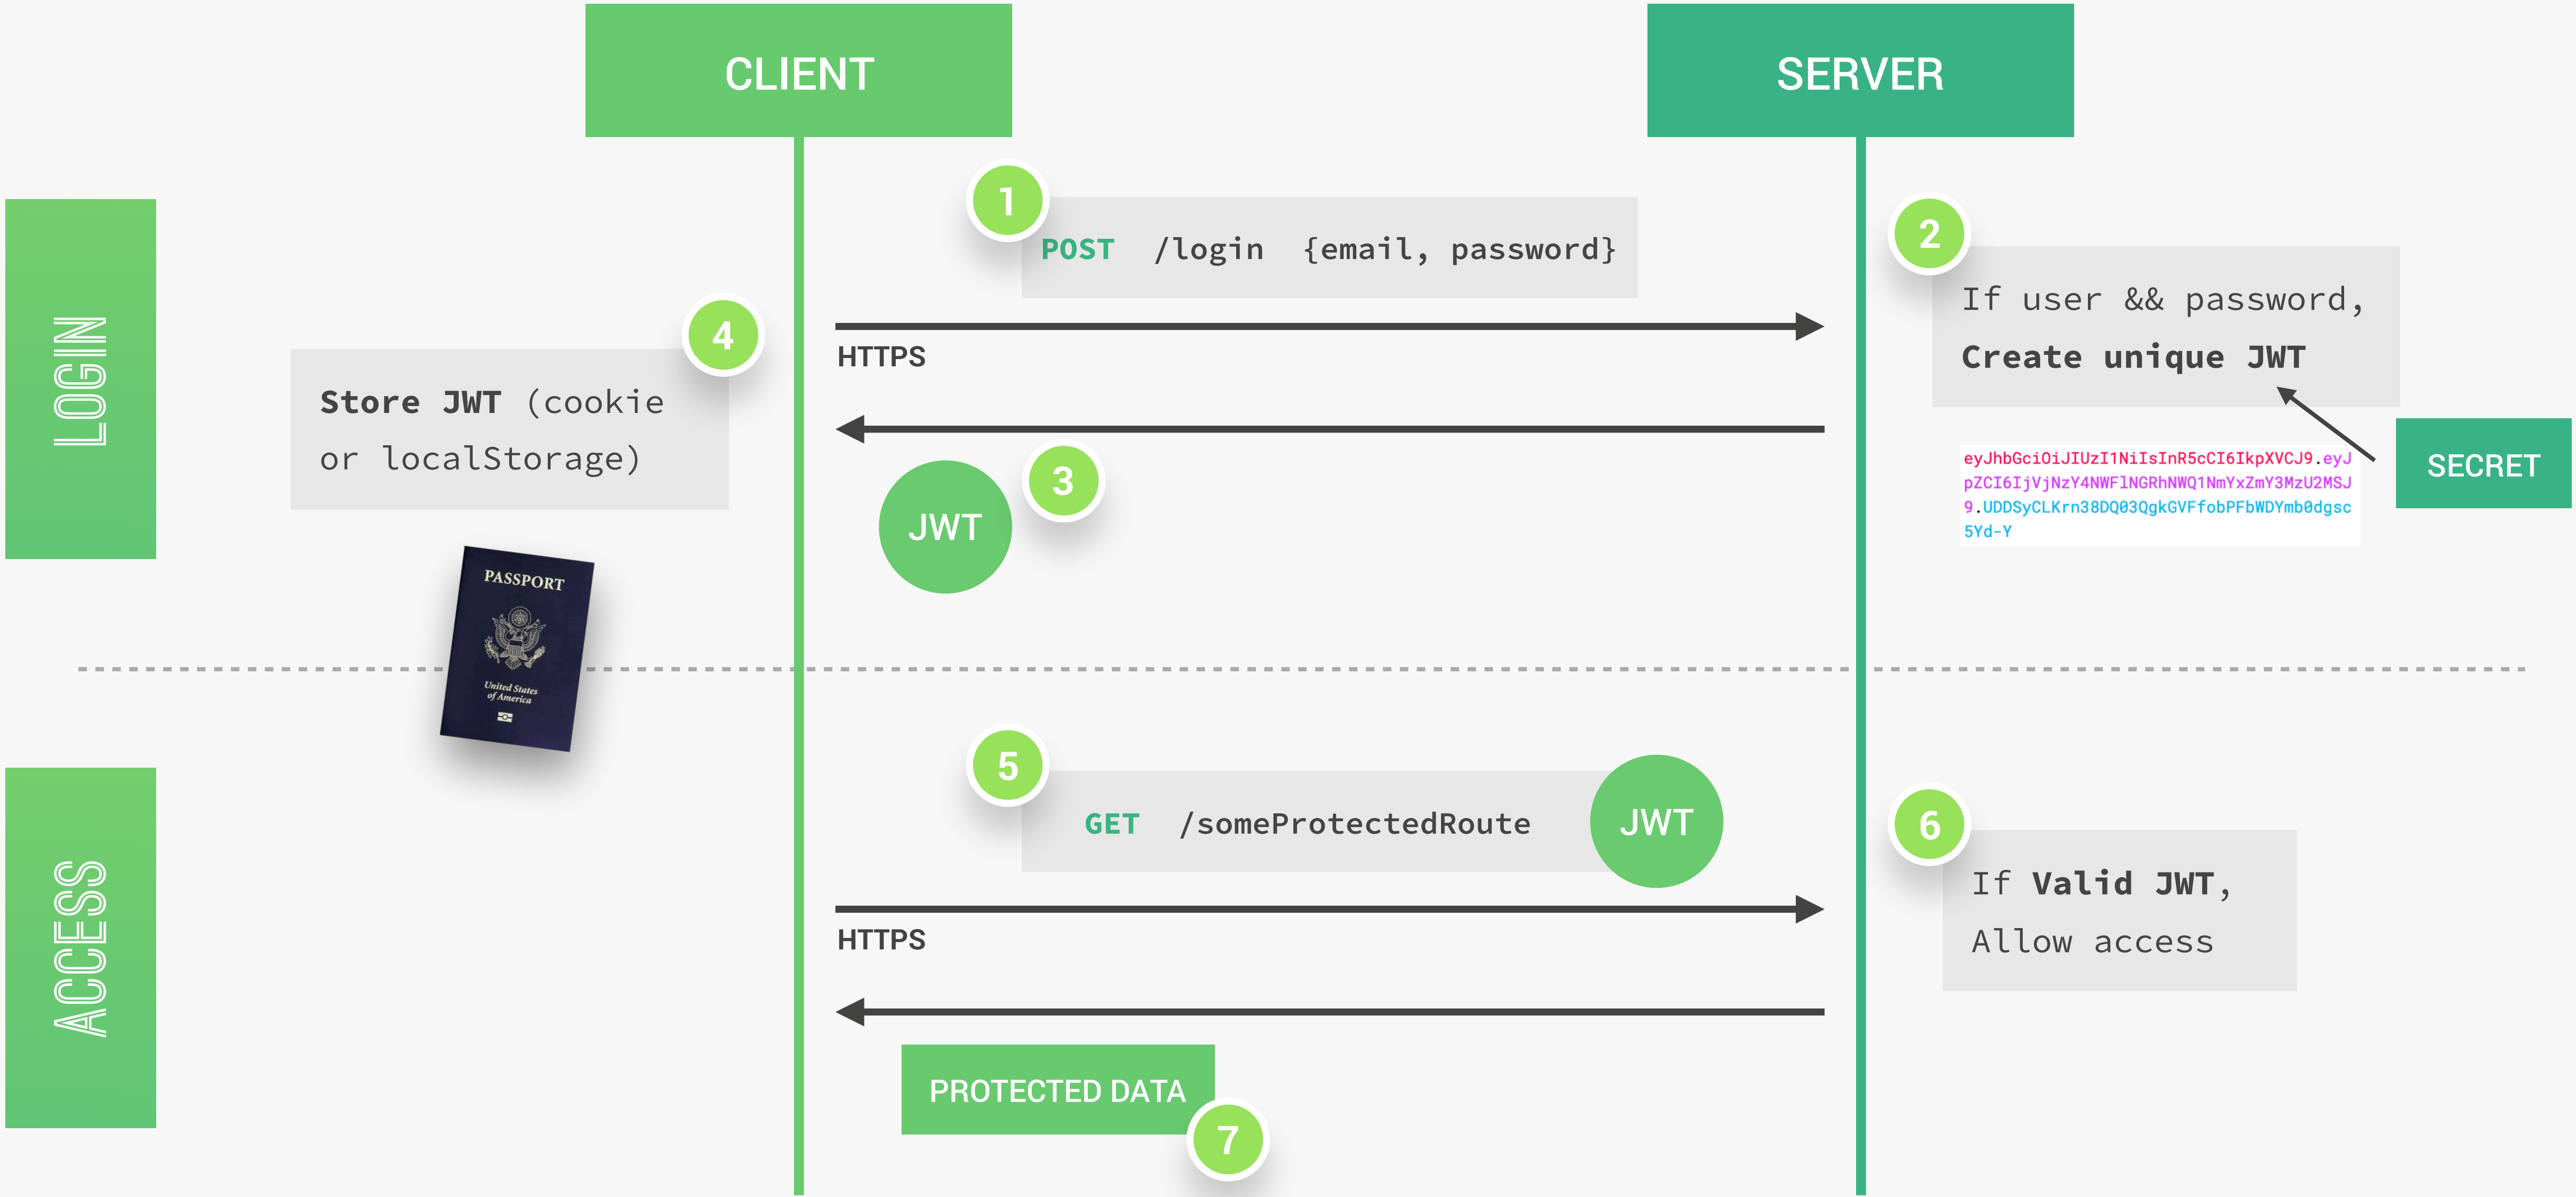 CLIENT
SERVER
LOGIN
1
POST /login {email, password}
HTTPS
2
If user && password,
Create unique JWT
SECRET
eyJhbGciOiJIUzI1NiIsInR5cCI6IkpXVCJ9.eyJ
pZCI6IjVjNzY4NWFlNGRhNWQ1NmYxZmY3MzU2MSJ
9.UDDSyCLKrn38DQ03QgkGVFfobPFbWDYmb0dgsc
5Yd-Y
3
JWT
4
Store JWT (cookie
or localStorage)
PASSPORT
United States
of America
ACCESS
5
GET /someProtectedRoute
JWT
HTTPS
6
If Valid JWT,
Allow access
PROTECTED DATA
7